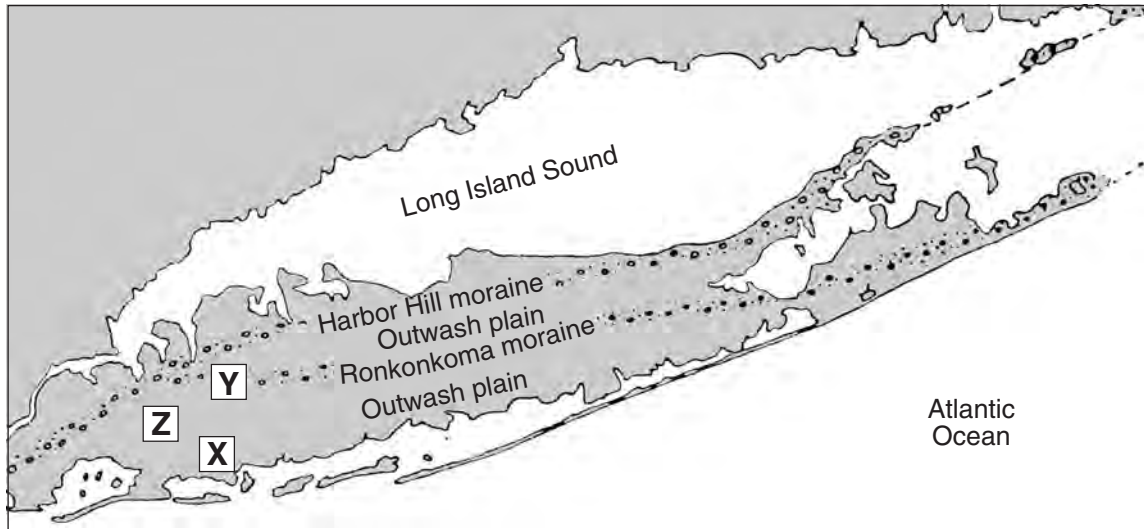 Long Island Sound
Harbor Hill moraine
Outwash plain
Ronkonkoma moraine
Outwash plain
Y
Z
X
Atlantic
Ocean